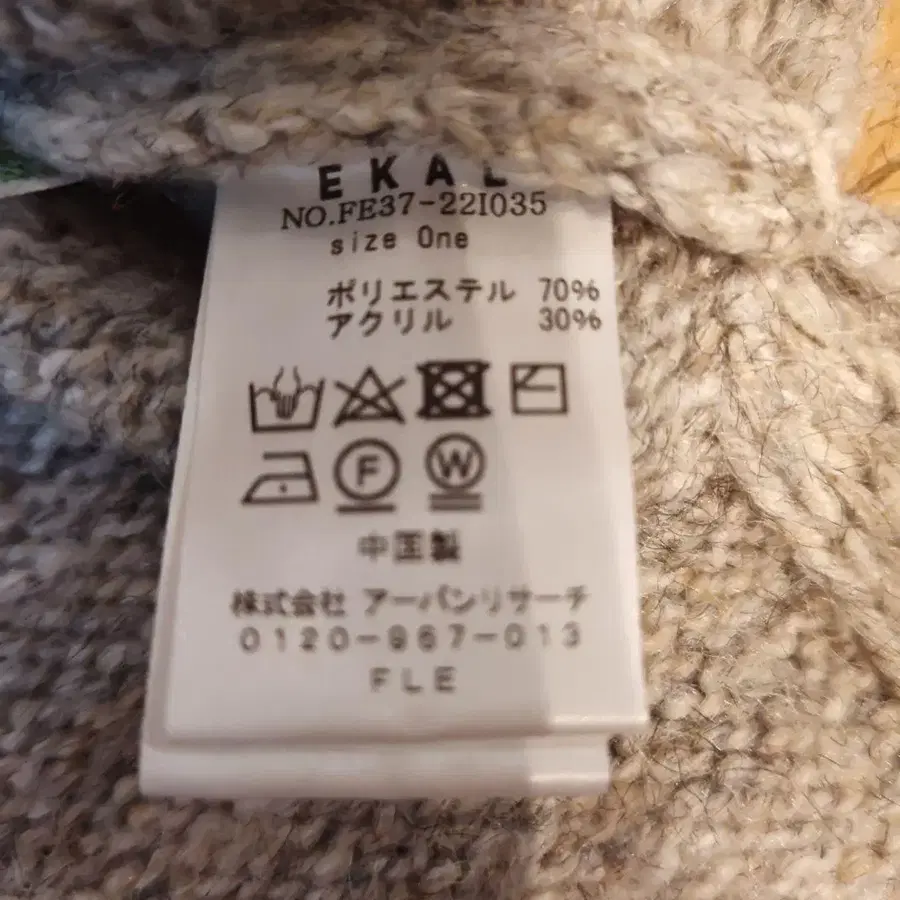 EKAL
NO.FE37-22I035
size One
ポリエステル 70%
アクリル 30%
F W
中国製
株式会社 アーバンリサーチ
0120-967-013
FLE